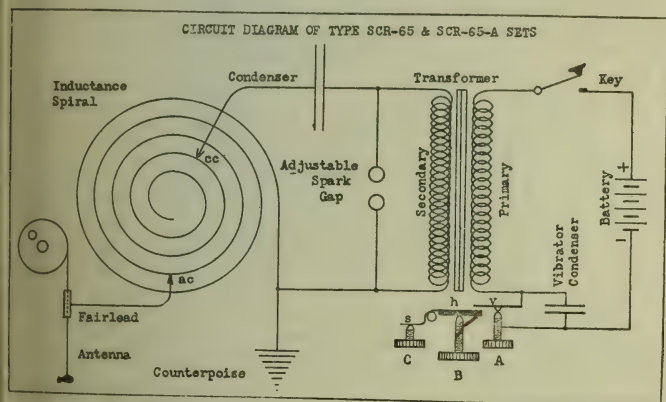 CIRCUIT DIAGRAM OF TYPE SCR-65 & SCR-65-A SETS
Inductance
Spiral
Condenser
Transformer
Key
cc
Adjustable
Spark
Gap
Secondary
Primary
+
Battery
-
Vibrator
Condenser
ac
Fairlead
Antenna
Counterpoise
h
v
s
C
B
A